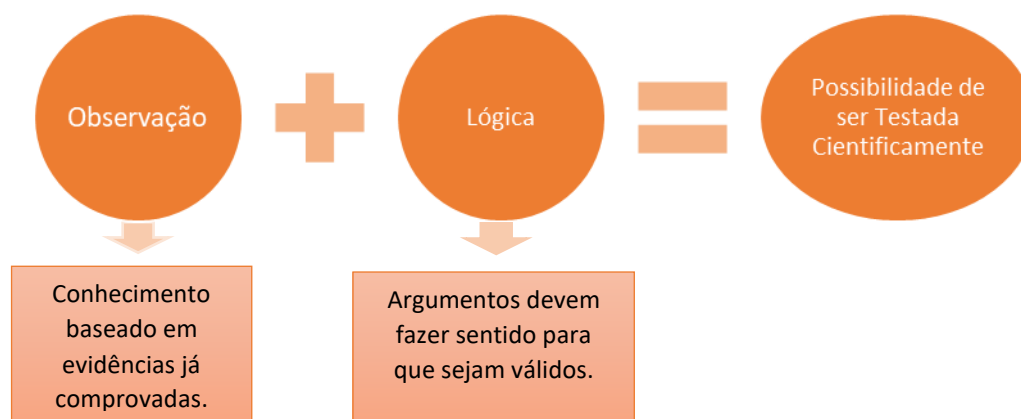 Observação
Lógica
Possibilidade de
ser Testada
Cientificamente
Conhecimento
baseado em
evidências já
comprovadas.
Argumentos devem
fazer sentido para
que sejam válidos.